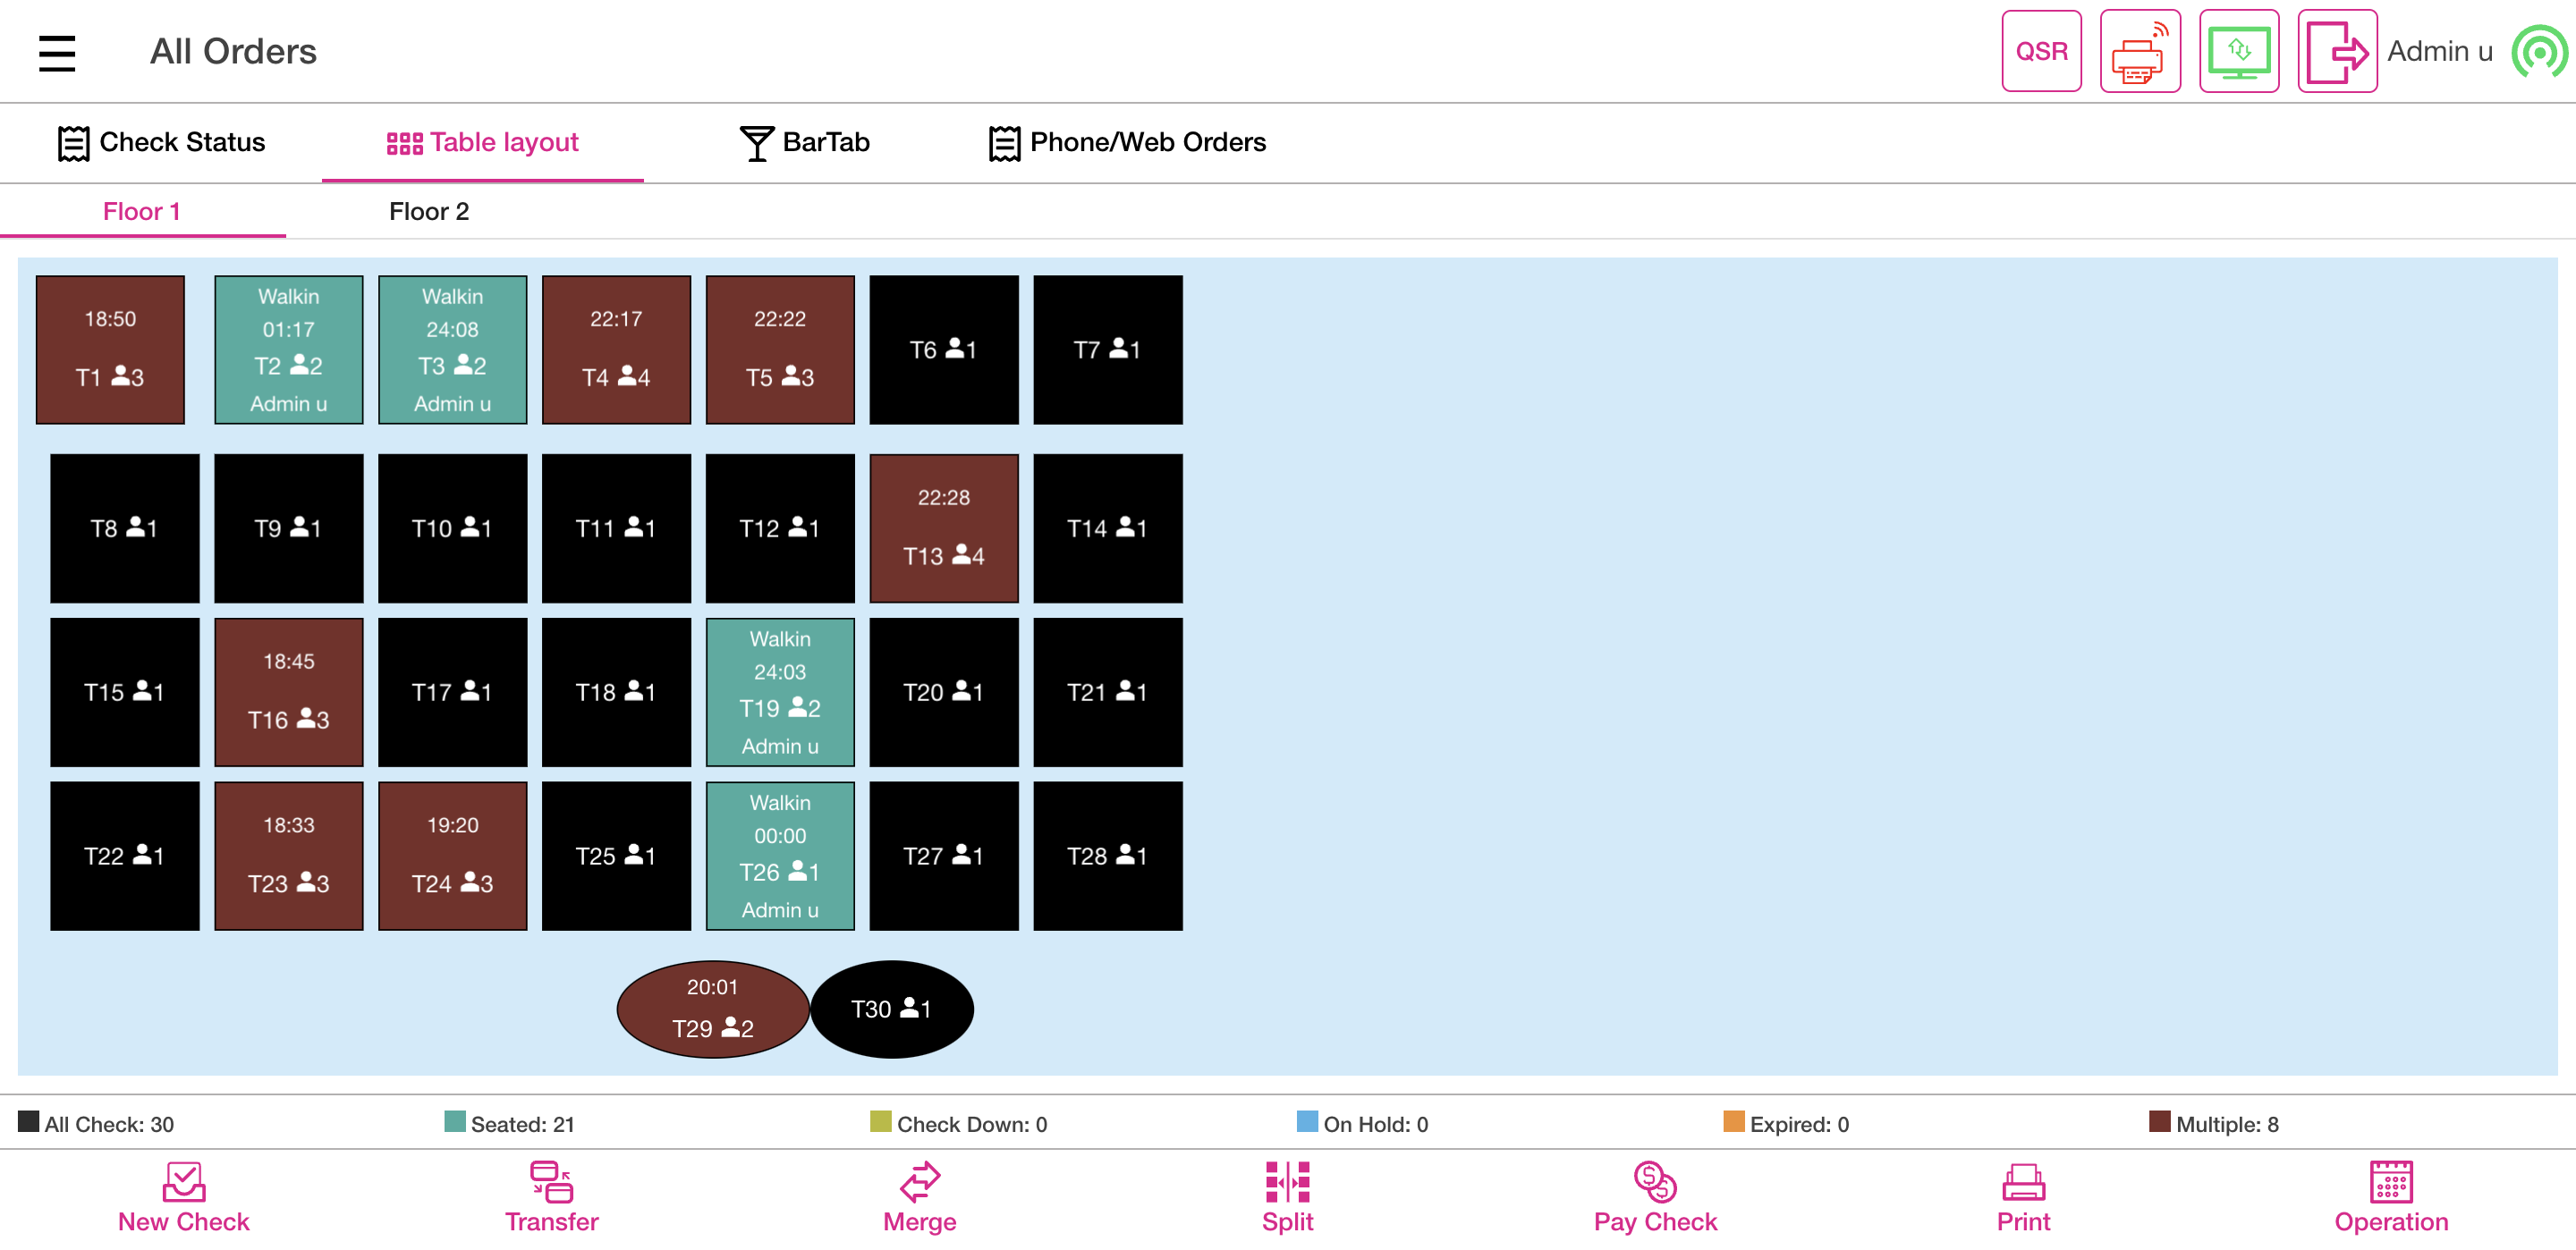 All Orders
QSR
Admin u
Check Status
Table layout
BarTab
Phone/Web Orders
Floor 1
Floor 2
18:50
T1 3
Walkin
01:17
T2 2
Admin u
Walkin
24:08
T3 2
Admin u
22:17
T4 4
22:22
T5 3
T6 1
T7 1
T8 1
T9 1
T10 1
T11 1
T12 1
22:28
T13 4
T14 1
T15 1
18:45
T16 3
T17 1
T18 1
Walkin
24:03
T19 2
Admin u
T20 1
T21 1
T22 1
18:33
T23 3
19:20
T24 3
T25 1
Walkin
00:00
T26 1
Admin u
T27 1
T28 1
20:01
T29 2
T30 1
All Check: 30
Seated: 21
Check Down: 0
On Hold: 0
Expired: 0
Multiple: 8
New Check
Transfer
Merge
Split
Pay Check
Print
Operation